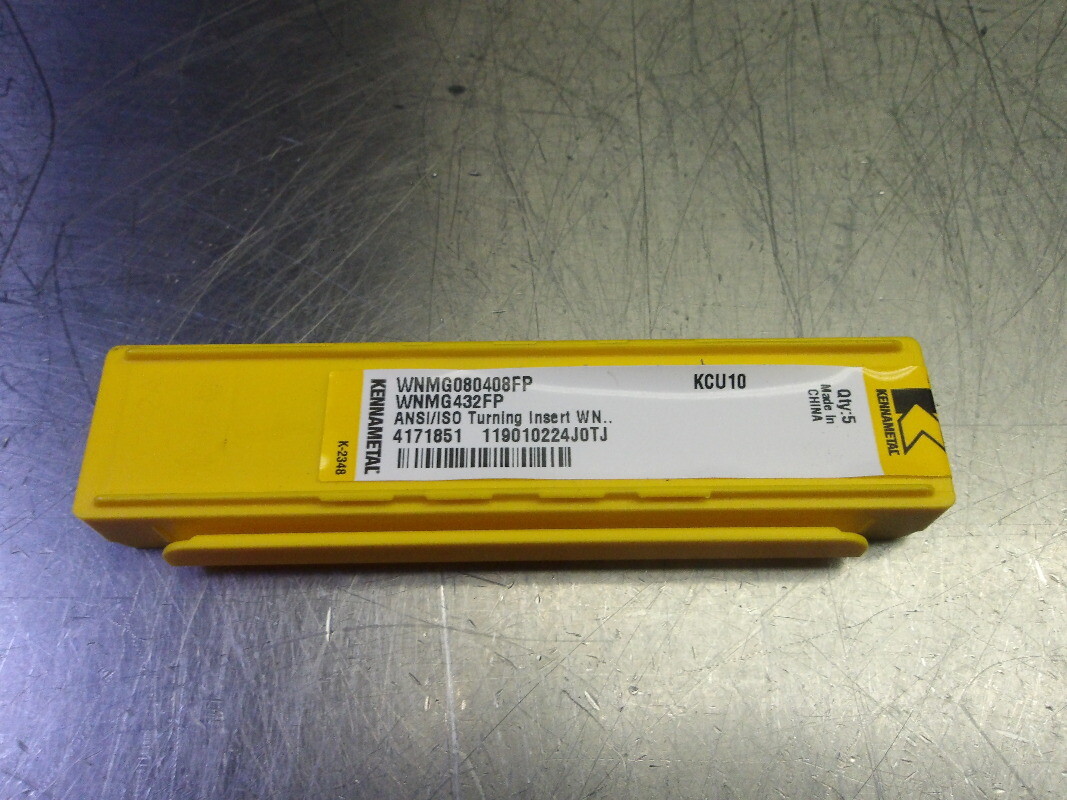 KENNAMETAL
K-2348
WNMG080408FP
KCU10
WNMG432FP
ANSI/ISO Turning Insert WN..
4171851 119010224J0TJ
Qty:5
Made In
CHINA
KENNAMETAL